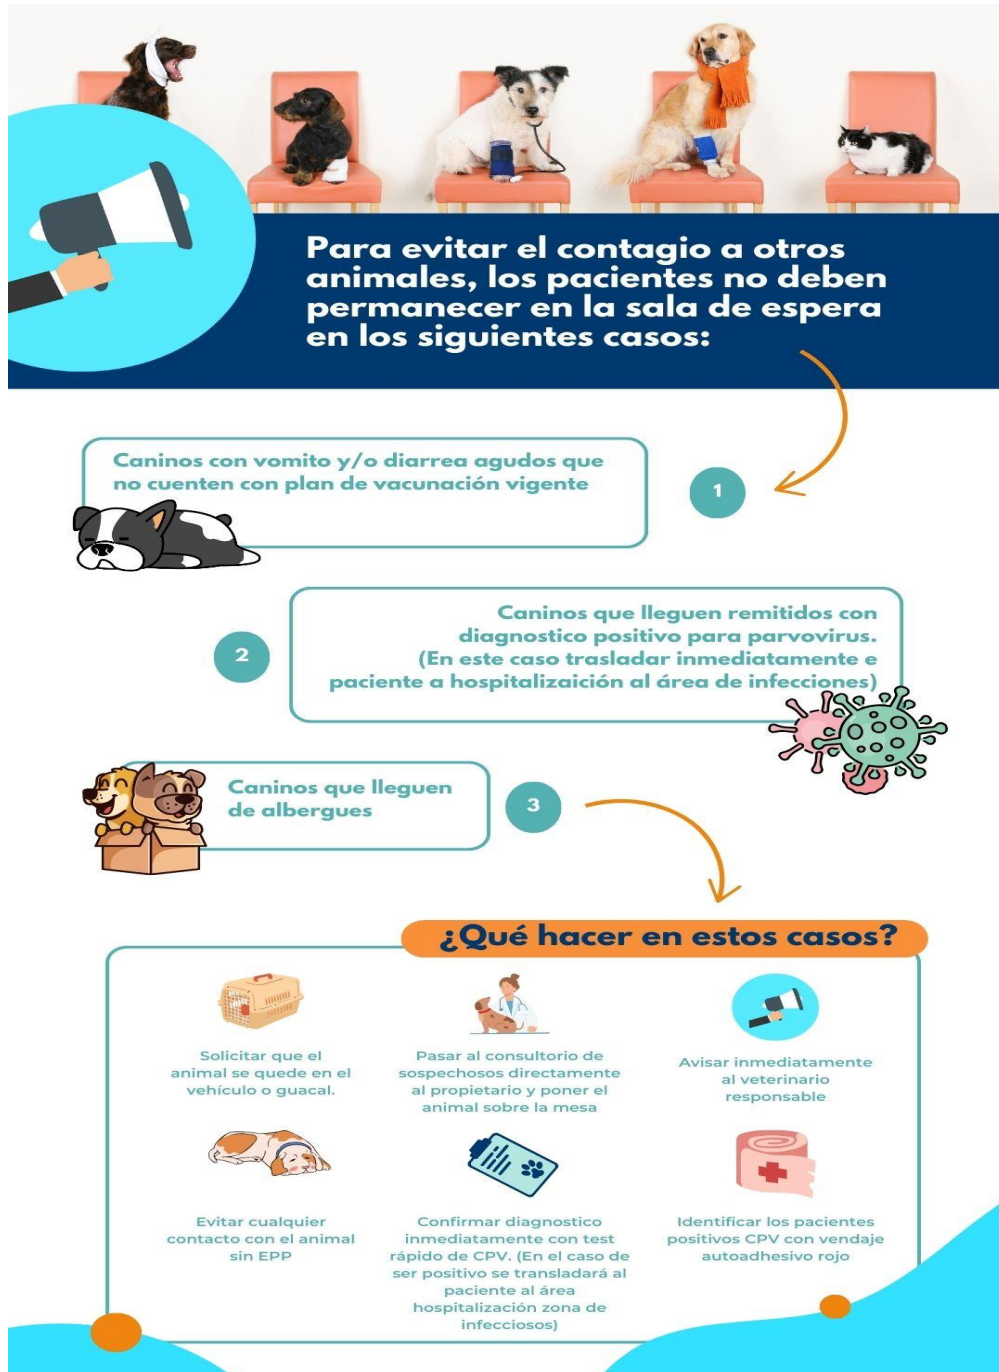 Para evitar el contagio a otros
animales, los pacientes no deben
permanecer en la sala de espera
en los siguientes casos:
Caninos con vomito y/o diarrea agudos que
no cuenten con plan de vacunación vigente
1
2
Caninos que lleguen remitidos con
diagnostico positivo para parvovirus.
(En este caso trasladar inmediatamente e
paciente a hospitalizaición al área de infecciones)
Caninos que lleguen
de albergues
3
¿Qué hacer en estos casos?
Solicitar que el
animal se quede en el
vehículo o guacal.
Pasar al consultorio de
sospechosos directamente
al propietario y poner el
animal sobre la mesa
Avisar inmediatamente
al veterinario
responsable
Evitar cualquier
contacto con el animal
sin EPP
Confirmar diagnostico
inmediatamente con test
rápido de CPV. (En el caso de
ser positivo se transladará al
paciente al área
hospitalización zona de
infecciosos)
Identificar los pacientes
positivos CPV con vendaje
autoadhesivo rojo